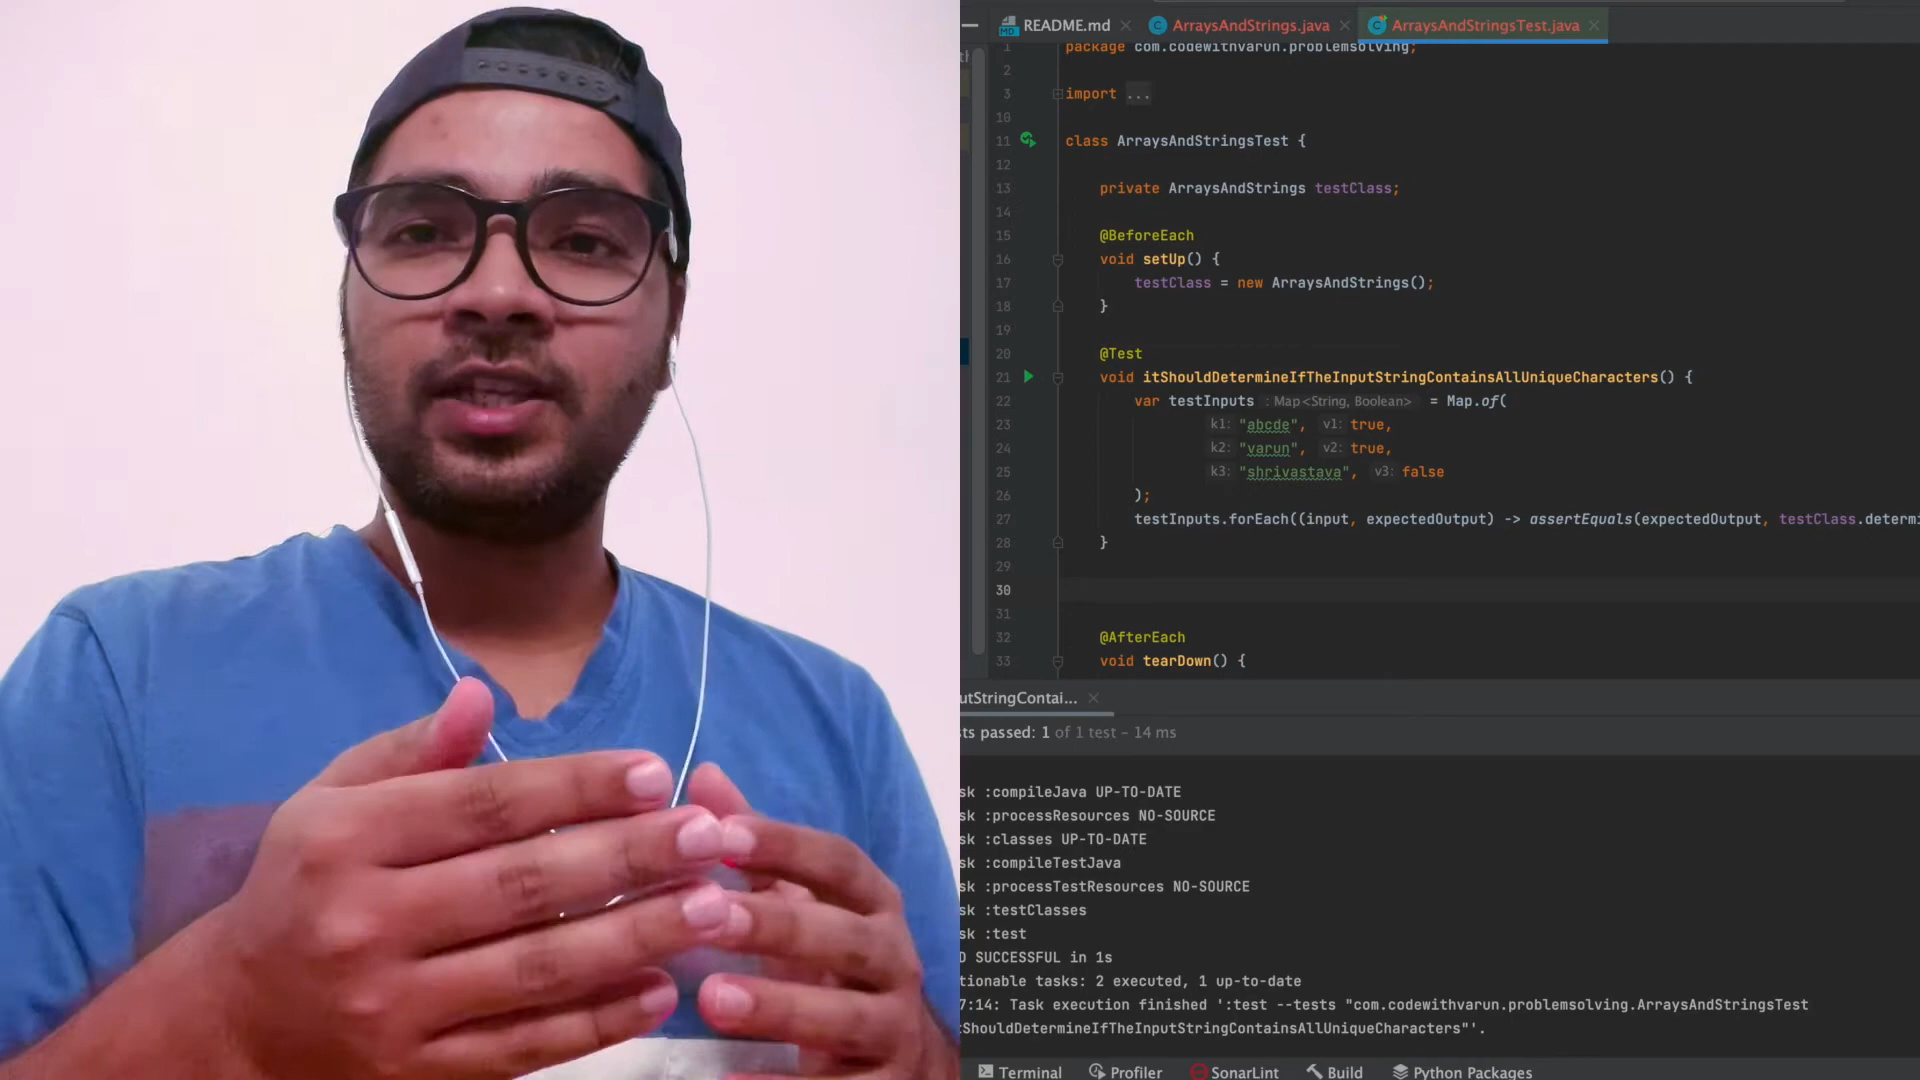 README.md ArraysAndStrings.java ArraysAndStringsTest.java
1 package com.codewithvarun.problemsolving;
2
3 import ...
10
11 class ArraysAndStringsTest {
12
13 private ArraysAndStrings testClass;
14
15 @BeforeEach
16 void setUp() {
17 testClass = new ArraysAndStrings();
18 }
19
20 @Test
21 void itShouldDetermineIfTheInputStringContainsAllUniqueCharacters() {
22 var testInputs : Map<String, Boolean> = Map.of(
23 k1: "abcde", v1: true,
24 k2: "varun", v2: true,
25 k3: "shrivastava", v3: false
26 );
27 testInputs.forEach((input, expectedOutput) -> assertEquals(expectedOutput, testClass.determi
28 }
29
30
31
32 @AfterEach
33 void tearDown() {
utStringContai...
sts passed: 1 of 1 test – 14 ms
sk :compileJava UP-TO-DATE
sk :processResources NO-SOURCE
sk :classes UP-TO-DATE
sk :compileTestJava
sk :processTestResources NO-SOURCE
sk :testClasses
sk :test
D SUCCESSFUL in 1s
tionable tasks: 2 executed, 1 up-to-date
7:14: Task execution finished ':test --tests "com.codewithvarun.problemsolving.ArraysAndStringsTest
tShouldDetermineIfTheInputStringContainsAllUniqueCharacters"'.
Terminal Profiler SonarLint Build Python Packages